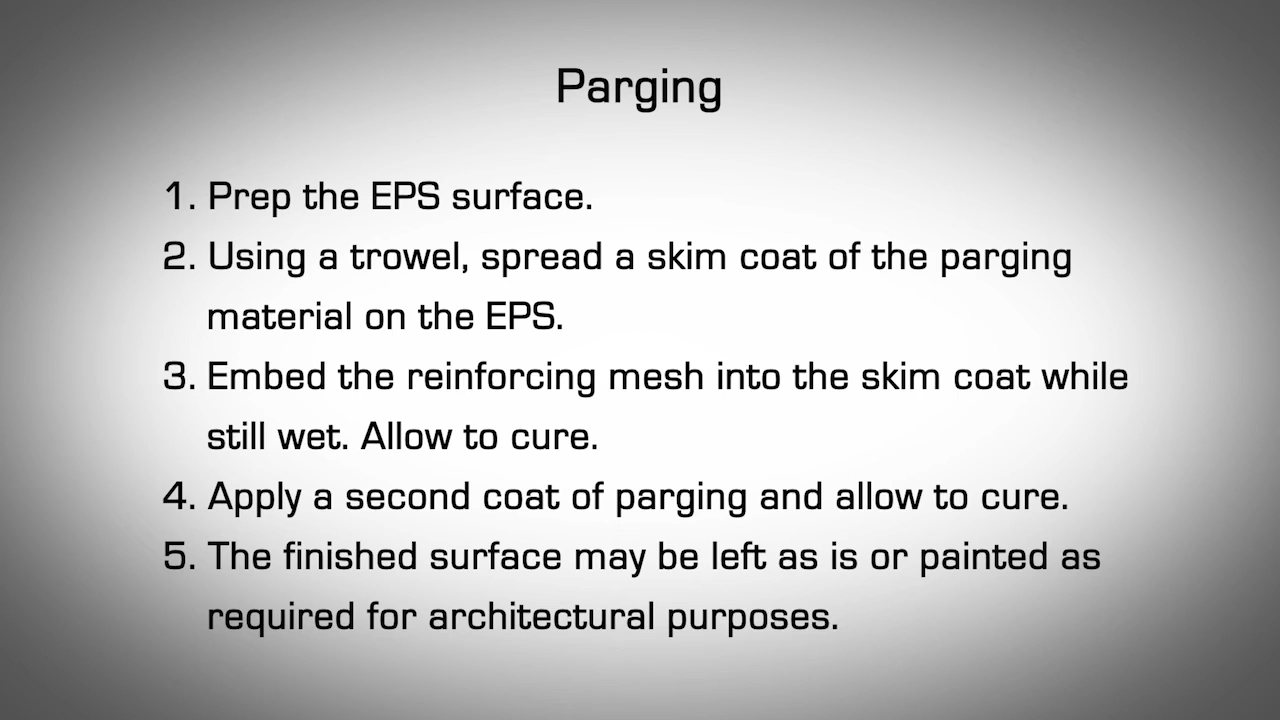 Parging
1. Prep the EPS surface.
2. Using a trowel, spread a skim coat of the parging
material on the EPS.
3. Embed the reinforcing mesh into the skim coat while
still wet. Allow to cure.
4. Apply a second coat of parging and allow to cure.
5. The finished surface may be left as is or painted as
required for architectural purposes.